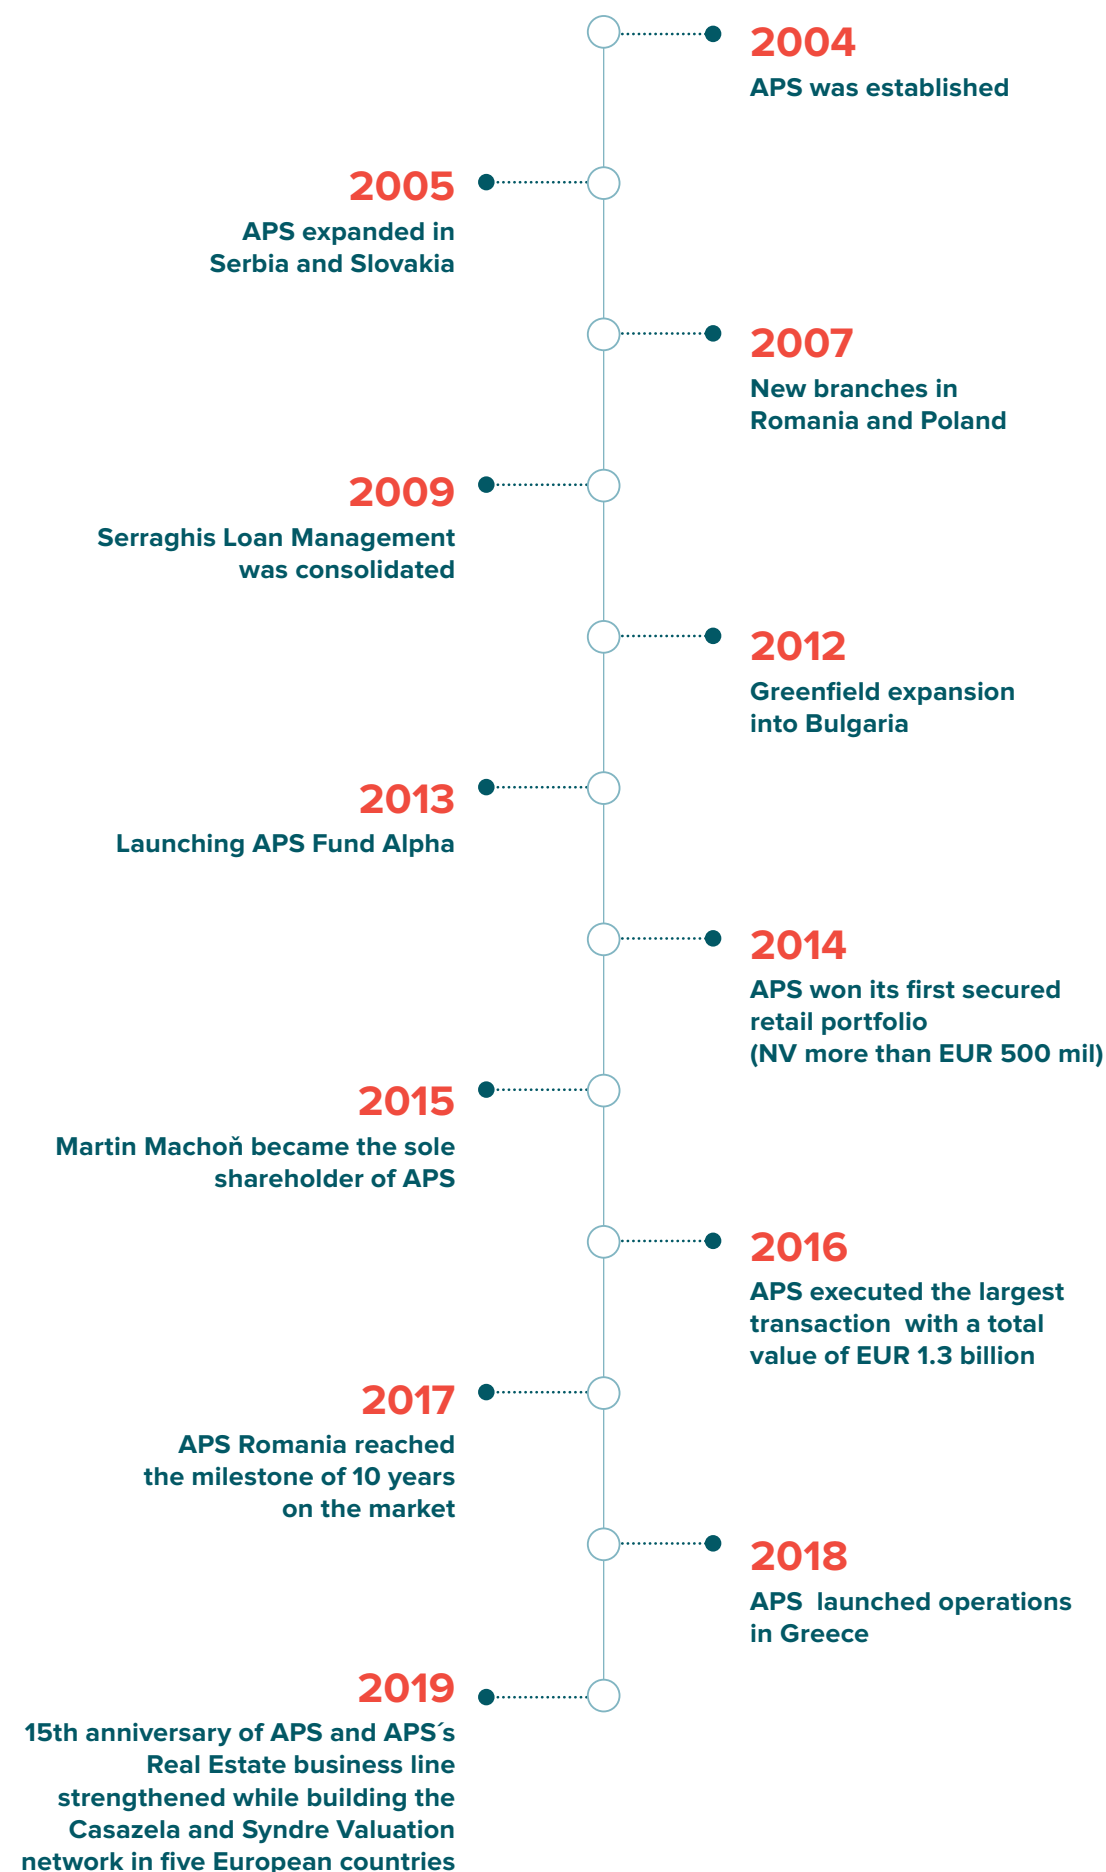 2004
APS was established
2005
APS expanded in
Serbia and Slovakia
2007
New branches in
Romania and Poland
2009
Serraghis Loan Management
was consolidated
2012
Greenfield expansion
into Bulgaria
2013
Launching APS Fund Alpha
2014
APS won its first secured
retail portfolio
(NV more than EUR 500 mil)
2015
Martin Machoň became the sole
shareholder of APS
2016
APS executed the largest
transaction  with a total
value of EUR 1.3 billion
2017
APS Romania reached
the milestone of 10 years
on the market
2018
APS  launched operations
in Greece
2019
15th anniversary of APS and APS´s
Real Estate business line
strengthened while building the
Casazela and Syndre Valuation
network in five European countries